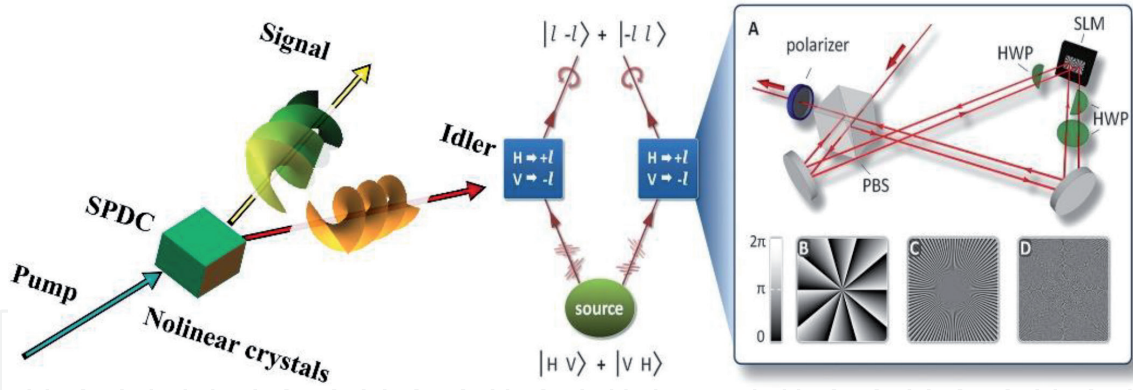 Signal
Idler
SPDC
Pump
Nolinear crystals
|l -l⟩ + |-l l⟩
H ➡ +l
V ➡ -l
H ➡ +l
V ➡ -l
source
|H V⟩ + |V H⟩
A
polarizer
HWP
SLM
HWP
PBS
2π
π
0
B
C
D